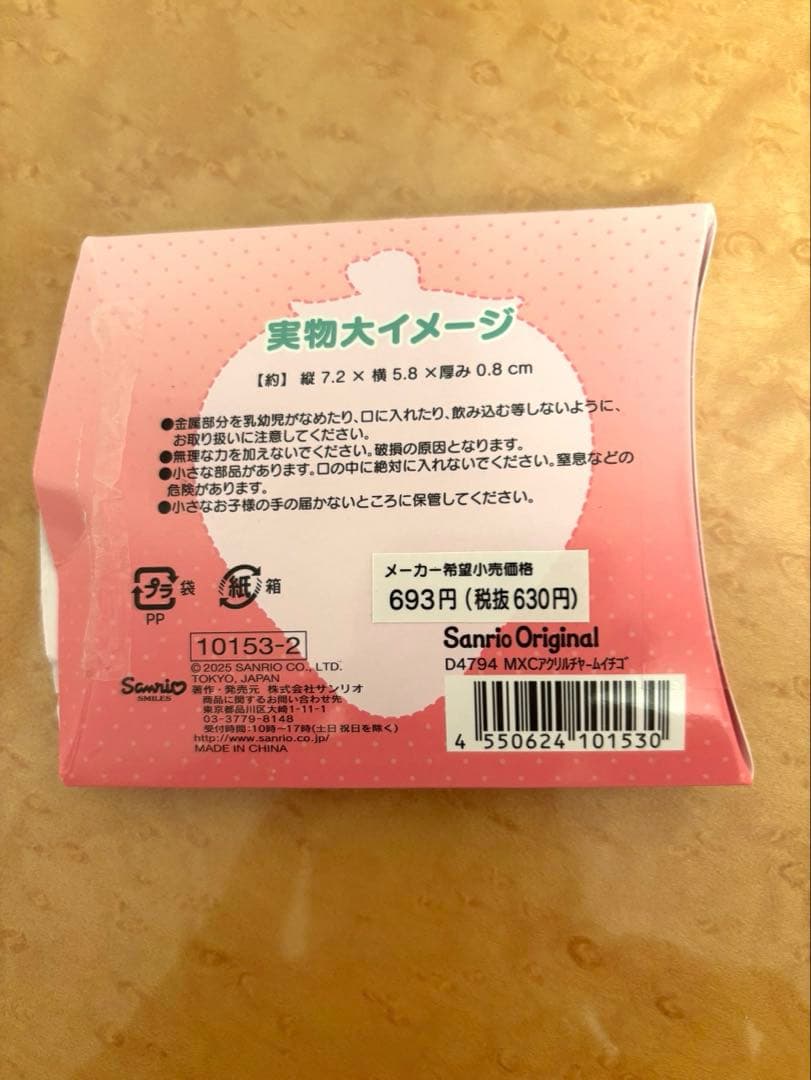 実物大イメージ
【約】 縦 7.2 × 横 5.8 ×厚み 0.8 cm
●金属部分を乳幼児がなめたり、口に入れたり、飲み込む等しないように、
お取り扱いに注意してください。
●無理な力を加えないでください。破損の原因となります。
●小さな部品があります。口の中に絶対に入れないでください。窒息などの
危険があります。
●小さなお子様の手の届かないところに保管してください。
プラ 袋
PP
紙 箱
メーカー希望小売価格
693円(税抜630円)
10153-2
© 2025 SANRIO CO., LTD.
TOKYO, JAPAN
Sanrio
SMILES
著作・発売元 株式会社サンリオ
商品に関するお問い合わせ先
東京都品川区大崎1-11-1
03-3779-8148
受付時間:10時~17時(土日祝日を除く)
http://www.sanrio.co.jp/
MADE IN CHINA
Sanrio Original
D4794 MXCアクリルチャームイチゴ
4 550624 101530